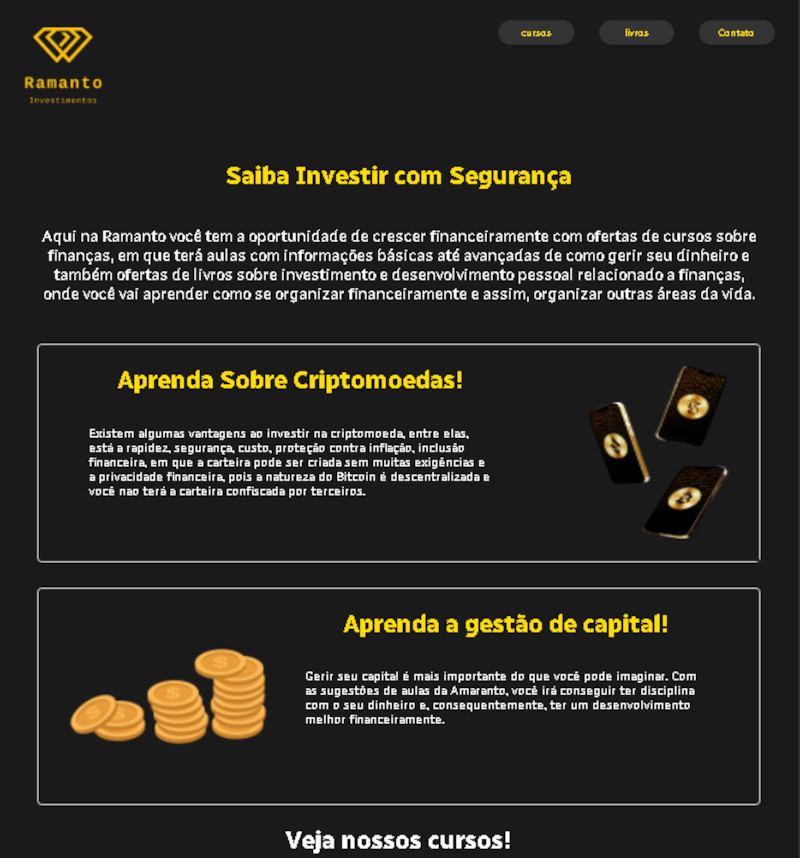 cursos
livros
Contato
Ramanto
Investimentos
Saiba Investir com Segurança
Aqui na Ramanto você tem a oportunidade de crescer financeiramente com ofertas de cursos sobre
finanças, em que terá aulas com informações básicas até avançadas de como gerir seu dinheiro e
também ofertas de livros sobre investimento e desenvolvimento pessoal relacionado a finanças,
onde você vai aprender como se organizar financeiramente e assim, organizar outras áreas da vida.
Aprenda Sobre Criptomoedas!
Existem algumas vantagens ao investir na criptomoeda, entre elas,
está a rapidez, segurança, custo, proteção contra inflação, inclusão
financeira, em que a carteira pode ser criada sem muitas exigências e
a privacidade financeira, pois a natureza do Bitcoin é descentralizada e
você nao terá a carteira confiscada por terceiros.
Aprenda a gestão de capital!
Gerir seu capital é mais importante do que você pode imaginar. Com
as sugestões de aulas da Amaranto, você irá conseguir ter disciplina
com o seu dinheiro e, consequentemente, ter um desenvolvimento
melhor financeiramente.
Veja nossos cursos!